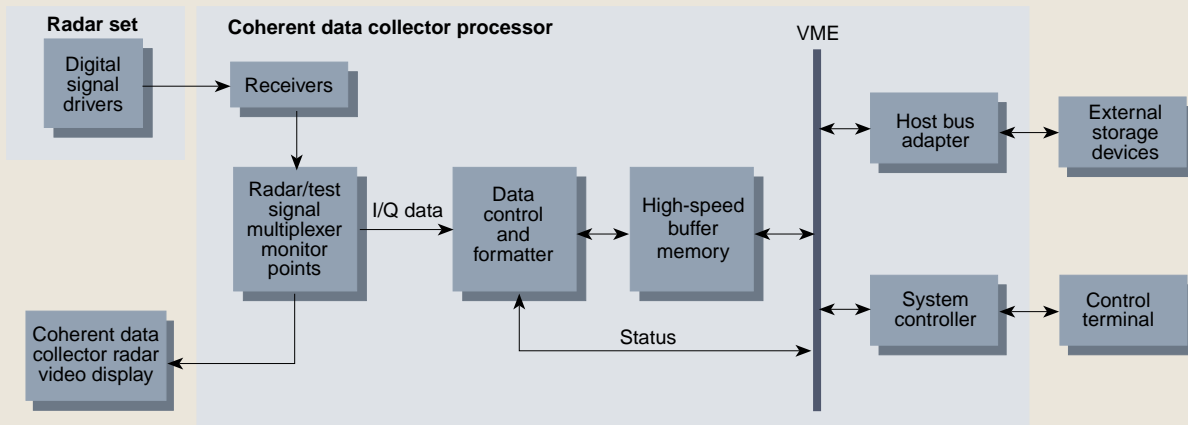 Radar set
Digital
signal
drivers
Coherent data collector processor
Receivers
Radar/test
signal
multiplexer
monitor
points
I/Q data
Data
control
and
formatter
High-speed
buffer
memory
Status
VME
Host bus
adapter
External
storage
devices
System
controller
Control
terminal
Coherent data
collector radar
video display